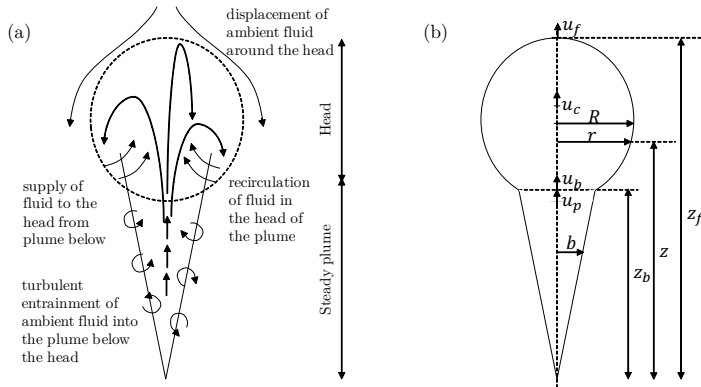 (a)
displacement of
ambient fluid
around the head
Head
supply of
fluid to the
head from
plume below
recirculation
of fluid in
the head of
the plume
turbulent
entrainment of
ambient fluid into
the plume below
the head
Steady plume
(b)
u_f
u_c
R
r
u_b
u_p
b
z_b
z
z_f